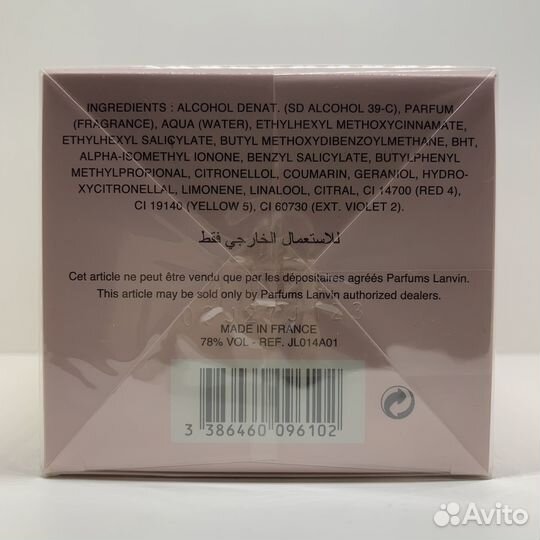 INGREDIENTS : ALCOHOL DENAT. (SD ALCOHOL 39-C), PARFUM
(FRAGRANCE), AQUA (WATER), ETHYLHEXYL METHOXYCINNAMATE,
ETHYLHEXYL SALICYLATE, BUTYL METHOXYDIBENZOYLMETHANE, BHT,
ALPHA-ISOMETHYL IONONE, BENZYL SALICYLATE, BUTYLPHENYL
METHYLPROPIONAL, CITRONELLOL, COUMARIN, GERANIOL, HYDRO-
XYCITRONELLAL, LIMONENE, LINALOOL, CITRAL, CI 14700 (RED 4),
CI 19140 (YELLOW 5), CI 60730 (EXT. VIOLET 2).
للاستعمال الخارجي فقط
Cet article ne peut être vendu que par les dépositaires agréés Parfums Lanvin.
This article may be sold only by Parfums Lanvin authorized dealers.
MADE IN FRANCE
78% VOL - REF. JL014A01
3 386460 096102
Avito